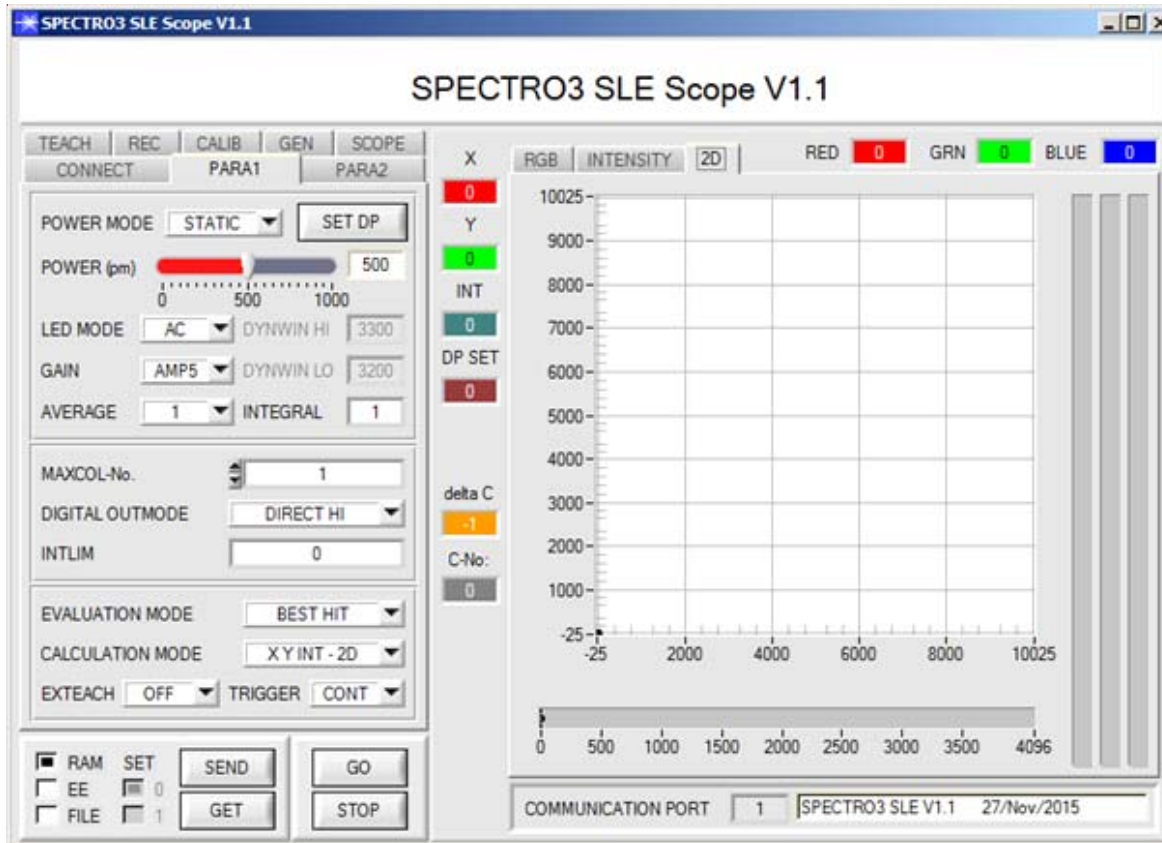 SPECTRO3 SLE Scope V1.1
SPECTRO3 SLE Scope V1.1
TEACH REC CALIB GEN SCOPE
CONNECT PARA1 PARA2
POWER MODE STATIC SET DP
POWER (pm) 500
0 500 1000
LED MODE AC DYNWIN HI 3300
GAIN AMP5 DYNWIN LO 3200
AVERAGE 1 INTEGRAL 1
MAXCOL-No. 1
DIGITAL OUTMODE DIRECT HI
INTLIM 0
EVALUATION MODE BEST HIT
CALCULATION MODE X Y INT - 2D
EXTEACH OFF TRIGGER CONT
RAM SET SEND GO
EE 0
FILE 1 GET STOP
X
0
Y
0
INT
0
DP SET
0
delta C
-1
C-No:
0
RGB INTENSITY 2D RED 0 GRN 0 BLUE 0
10025
9000
8000
7000
6000
5000
4000
3000
2000
1000
-25
-25 2000 4000 6000 8000 10025
0 500 1000 1500 2000 2500 3000 3500 4096
COMMUNICATION PORT 1 SPECTRO3 SLE V1.1 27/Nov/2015